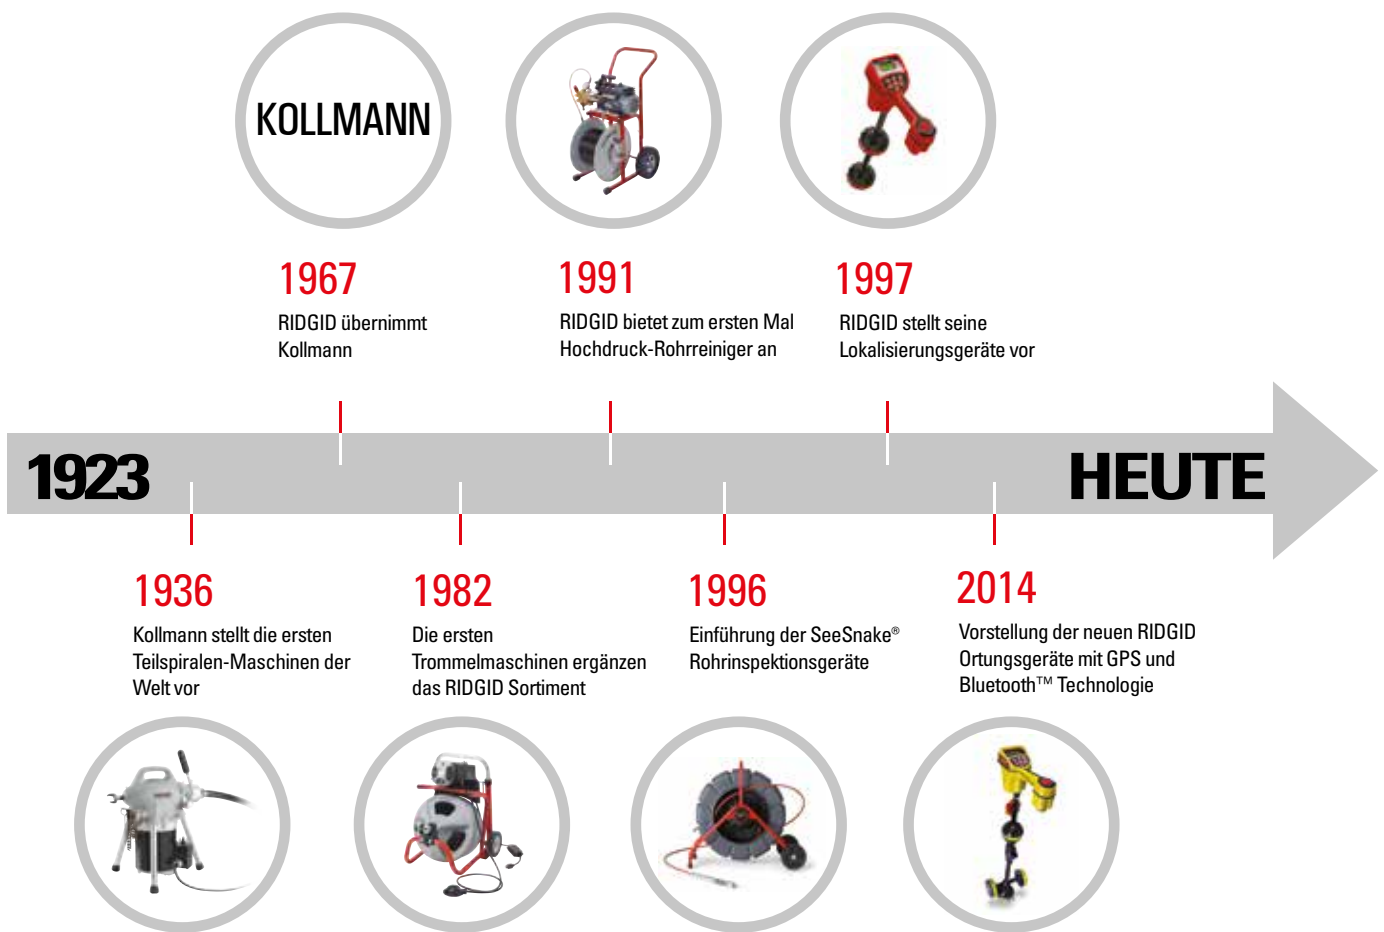 KOLLMANN
1967
RIDGID übernimmt
Kollmann
1991
RIDGID bietet zum ersten Mal
Hochdruck-Rohrreiniger an
1997
RIDGID stellt seine
Lokalisierungsgeräte vor
1923
HEUTE
1936
Kollmann stellt die ersten
Teilspiralen-Maschinen der
Welt vor
1982
Die ersten
Trommelmaschinen ergänzen
das RIDGID Sortiment
1996
Einführung der SeeSnake®
Rohrinspektionsgeräte
2014
Vorstellung der neuen RIDGID
Ortungsgeräte mit GPS und
Bluetooth™ Technologie